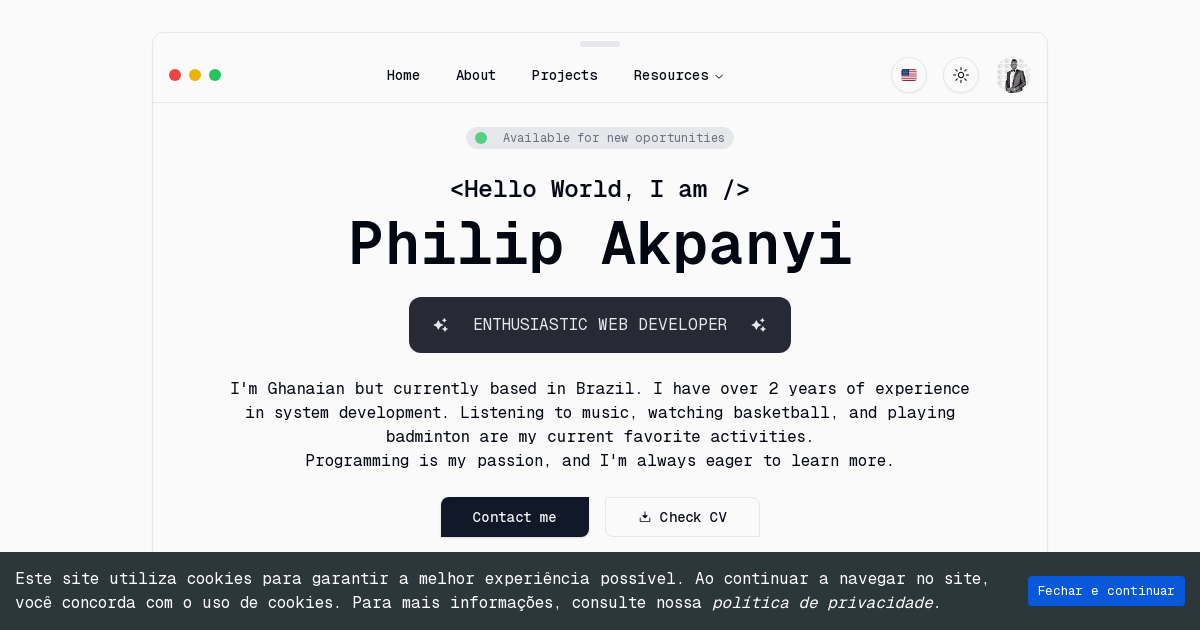 Home About Projects Resources
Available for new oportunities
<Hello World, I am />
Philip Akpanyi
ENTHUSIASTIC WEB DEVELOPER
I'm Ghanaian but currently based in Brazil. I have over 2 years of experience
in system development. Listening to music, watching basketball, and playing
badminton are my current favorite activities.
Programming is my passion, and I'm always eager to learn more.
Contact me Check CV
Este site utiliza cookies para garantir a melhor experiência possível. Ao continuar a navegar no site,
você concorda com o uso de cookies. Para mais informações, consulte nossa política de privacidade.
Fechar e continuar